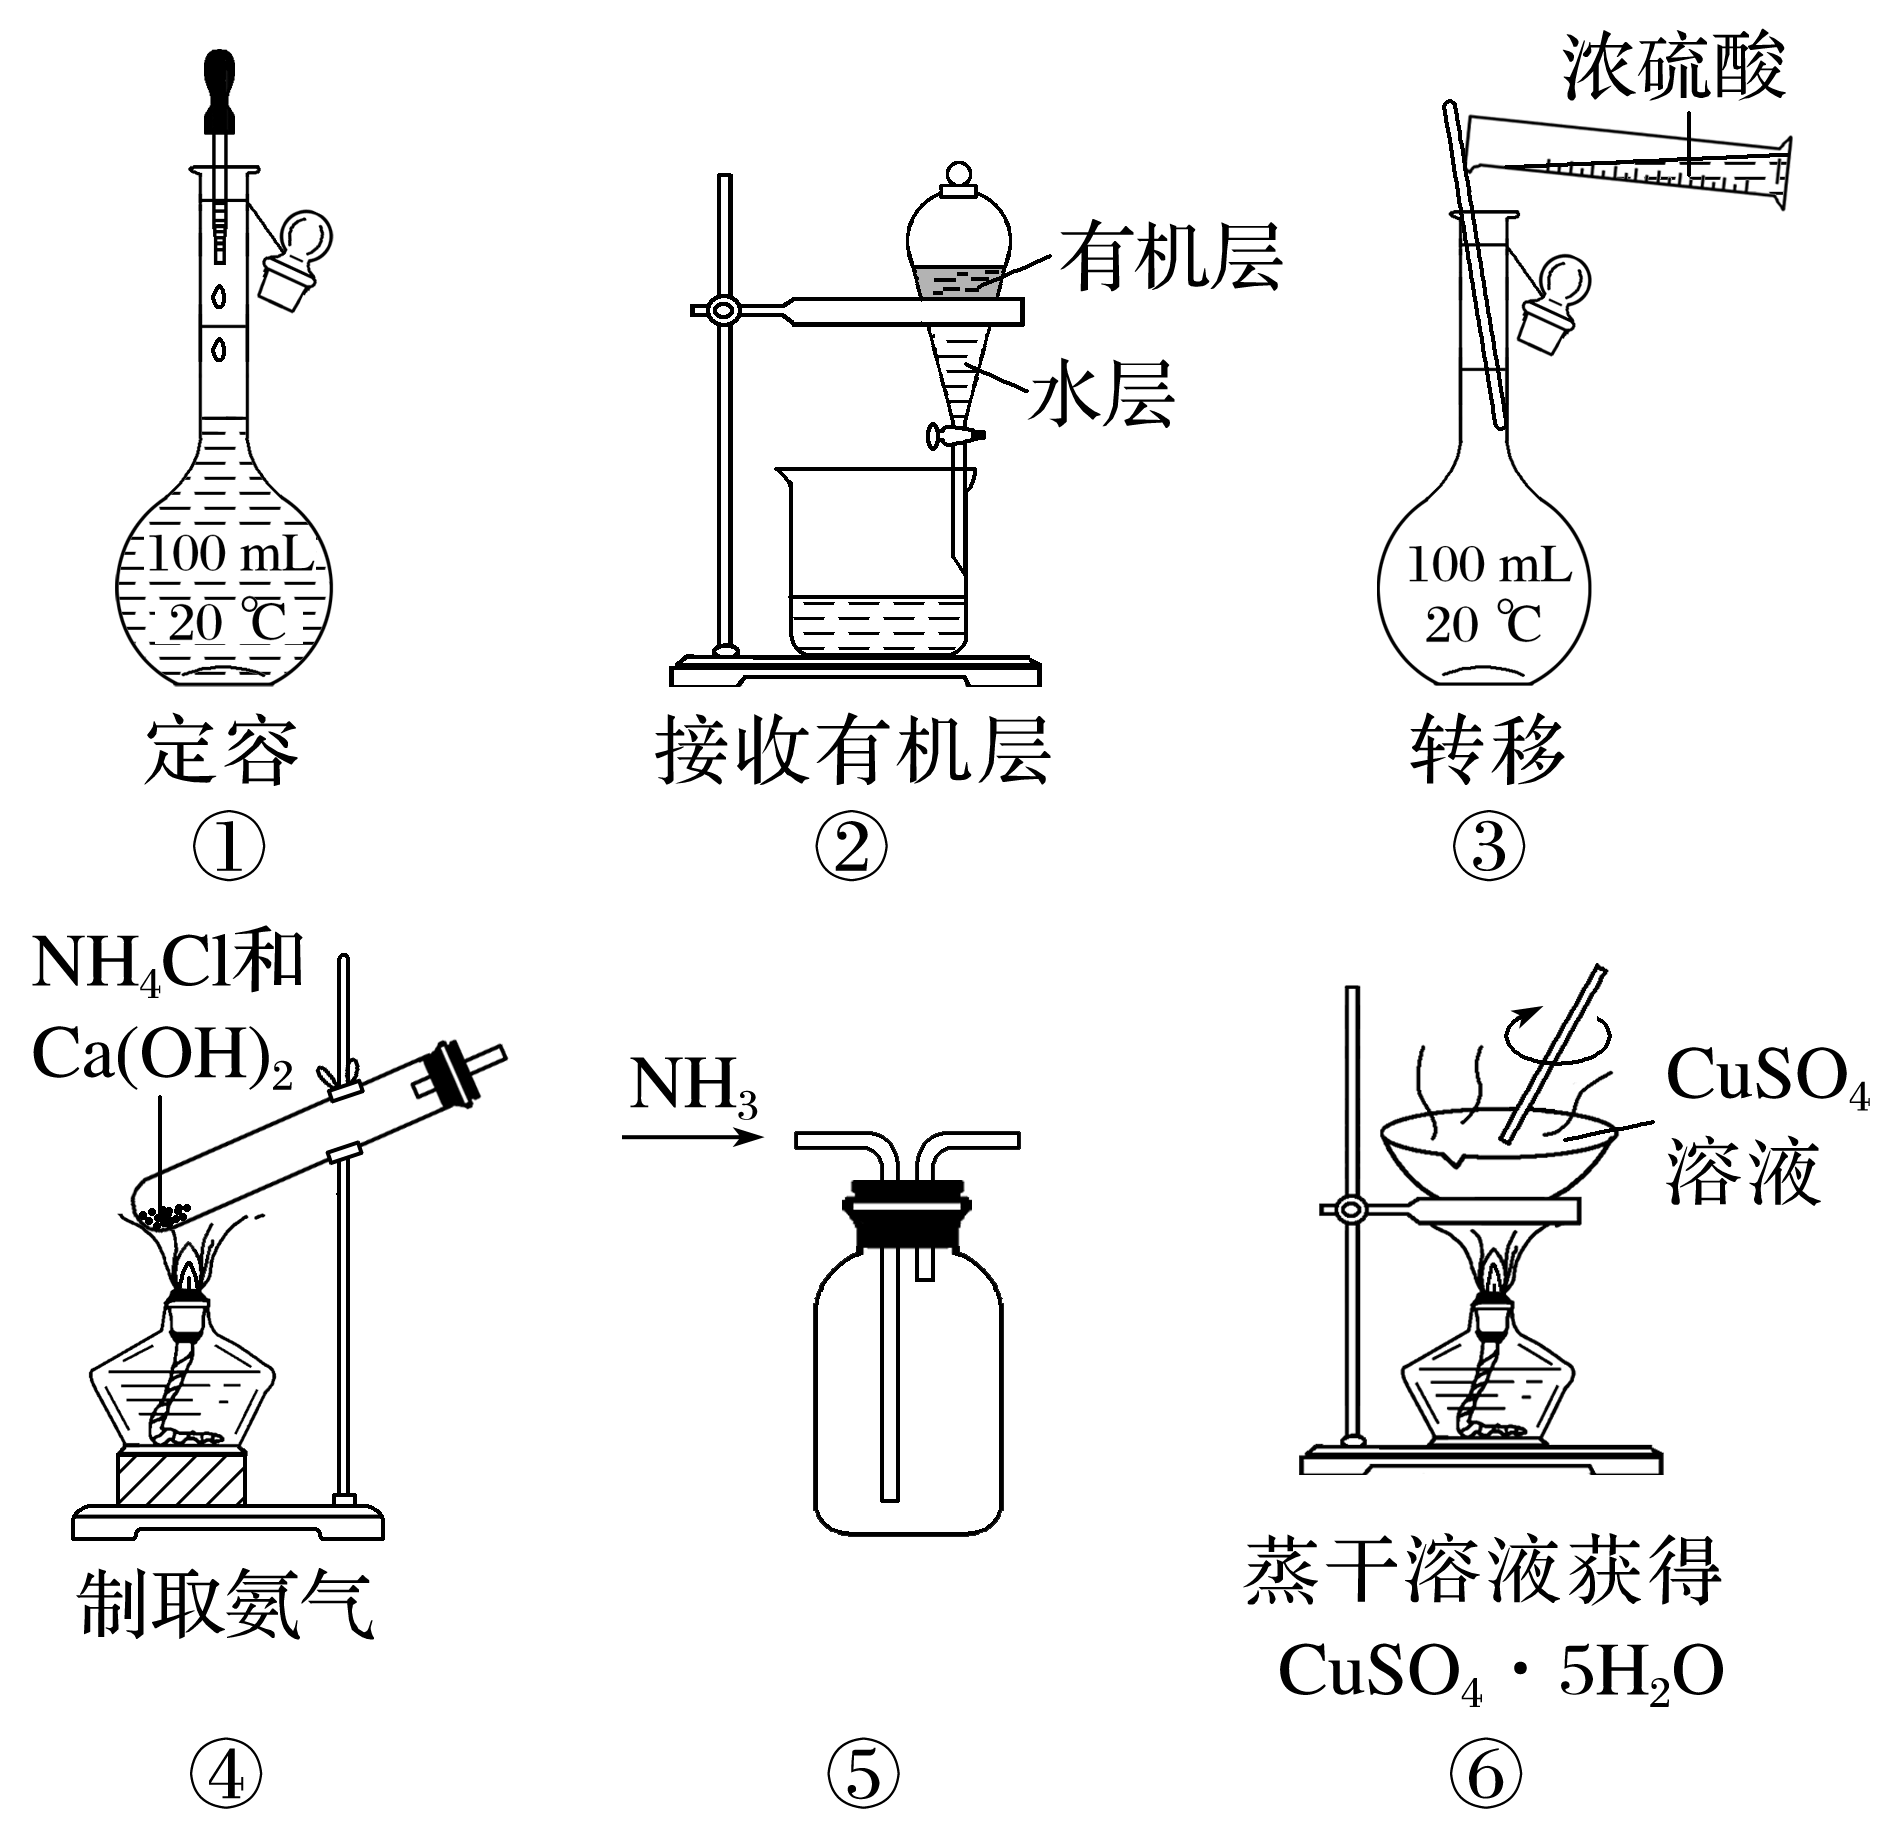 浓硫酸
有机层
水层
100 mL
20 ℃
100 mL
20 ℃
定容
接收有机层
转移
①
②
③
NH₄Cl和
Ca(OH)₂
NH₃
CuSO₄
溶液
制取氨气
蒸干溶液获得
CuSO₄·5H₂O
④
⑤
⑥